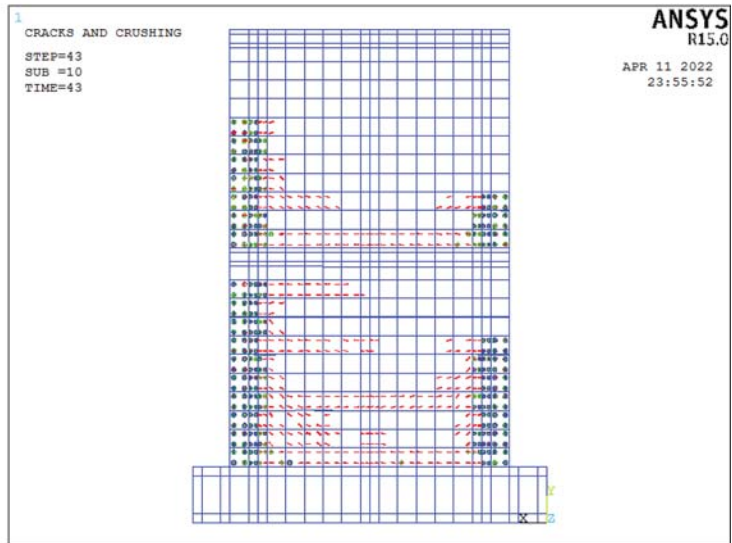 1
CRACKS AND CRUSHING
STEP=43
SUB =10
TIME=43
ANSYS
R15.0
APR 11 2022
23:55:52
Y
X
Z